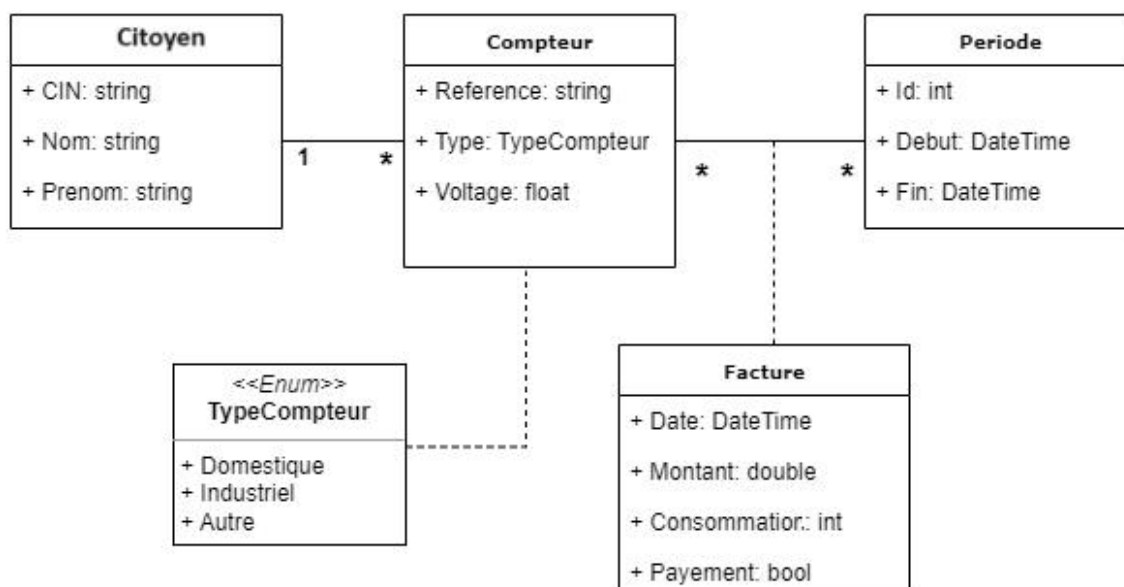 Citoyen
+ CIN: string
+ Nom: string
+ Prenom: string
1
*
Compteur
+ Reference: string
+ Type: TypeCompteur
+ Voltage: float
*
*
Periode
+ Id: int
+ Debut: DateTime
+ Fin: DateTime
<<Enum>>
TypeCompteur
+ Domestique
+ Industriel
+ Autre
Facture
+ Date: DateTime
+ Montant: double
+ Consommation: int
+ Payement: bool